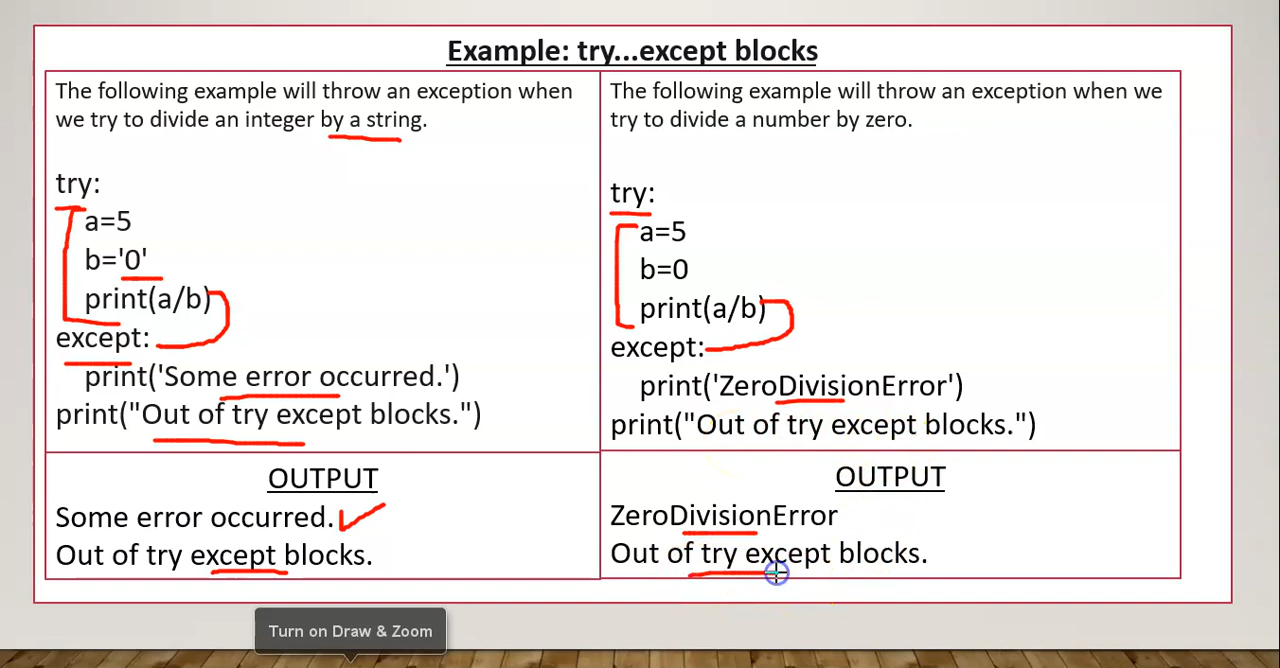 Example: try...except blocks
The following example will throw an exception when
we try to divide an integer by a string.
try:
a=5
b='0'
print(a/b)
except:
print('Some error occurred.')
print("Out of try except blocks.")
OUTPUT
Some error occurred.
Out of try except blocks.
The following example will throw an exception when we
try to divide a number by zero.
try:
a=5
b=0
print(a/b)
except:
print('ZeroDivisionError')
print("Out of try except blocks.")
OUTPUT
ZeroDivisionError
Out of try except blocks.
Turn on Draw & Zoom